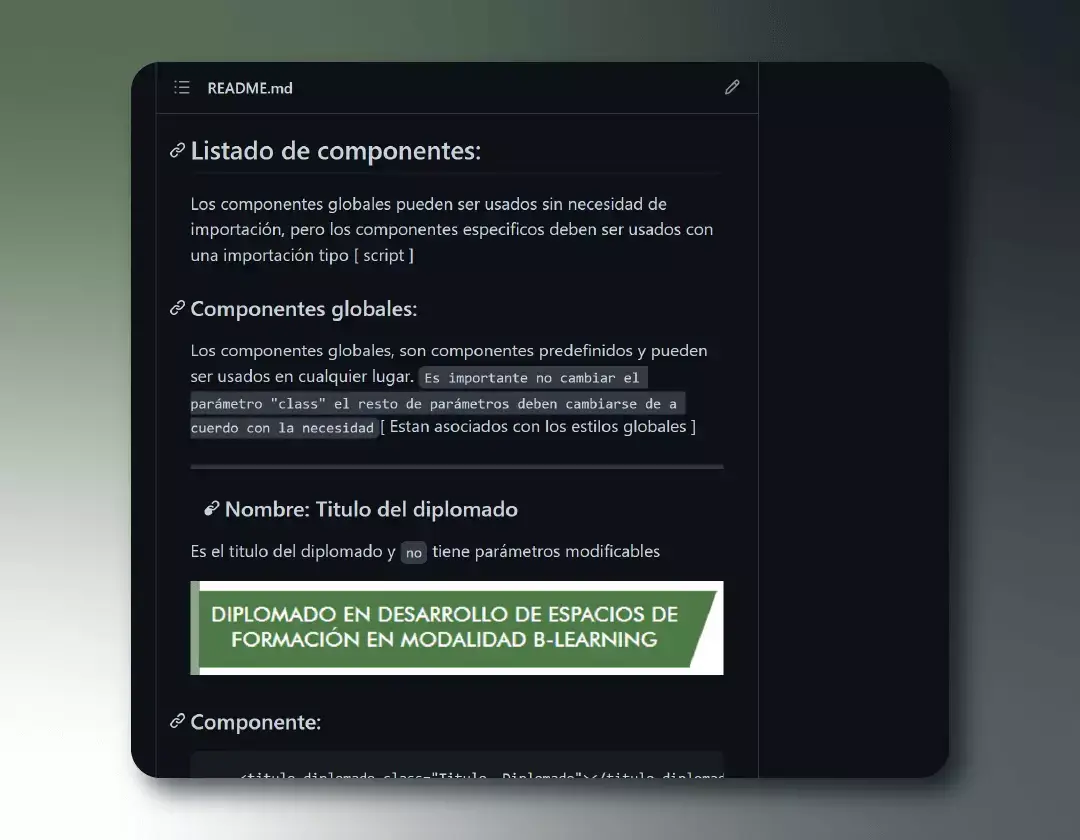 README.md
Listado de componentes:
Los componentes globales pueden ser usados sin necesidad de
importación, pero los componentes especificos deben ser usados con
una importación tipo [ script ]
Componentes globales:
Los componentes globales, son componentes predefinidos y pueden
ser usados en cualquier lugar. Es importante no cambiar el
parámetro "class" el resto de parámetros deben cambiarse de a
cuerdo con la necesidad [ Estan asociados con los estilos globales ]
Nombre: Titulo del diplomado
Es el titulo del diplomado y no tiene parámetros modificables
DIPLOMADO EN DESARROLLO DE ESPACIOS DE
FORMACIÓN EN MODALIDAD B-LEARNING
Componente: